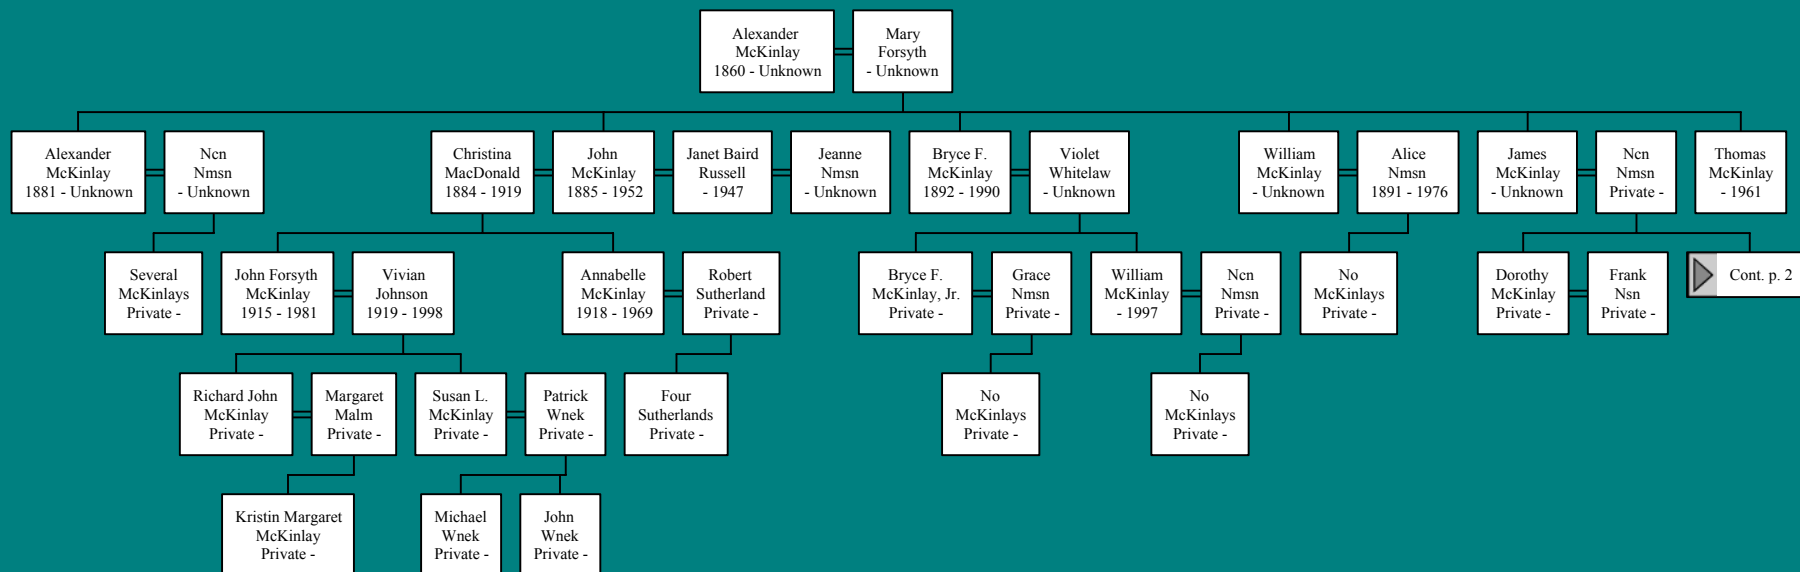 Alexander
McKinlay
1860 - Unknown
Mary
Forsyth
- Unknown
Alexander
McKinlay
1881 - Unknown
Ncn
Nmsn
- Unknown
Christina
MacDonald
1884 - 1919
John
McKinlay
1885 - 1952
Janet Baird
Russell
- 1947
Jeanne
Nmsn
- Unknown
Bryce F.
McKinlay
1892 - 1990
Violet
Whitelaw
- Unknown
William
McKinlay
- Unknown
Alice
Nmsn
1891 - 1976
James
McKinlay
- Unknown
Ncn
Nmsn
Private -
Thomas
McKinlay
- 1961
Several
McKinlays
Private -
John Forsyth
McKinlay
1915 - 1981
Vivian
Johnson
1919 - 1998
Annabelle
McKinlay
1918 - 1969
Robert
Sutherland
Private -
Bryce F.
McKinlay, Jr.
Private -
Grace
Nmsn
Private -
William
McKinlay
- 1997
Ncn
Nmsn
Private -
No
McKinlays
Private -
Dorothy
McKinlay
Private -
Frank
Nsn
Private -
Cont. p. 2
Richard John
McKinlay
Private -
Margaret
Malm
Private -
Susan L.
McKinlay
Private -
Patrick
Wnek
Private -
Four
Sutherlands
Private -
No
McKinlays
Private -
No
McKinlays
Private -
Kristin Margaret
McKinlay
Private -
Michael
Wnek
Private -
John
Wnek
Private -